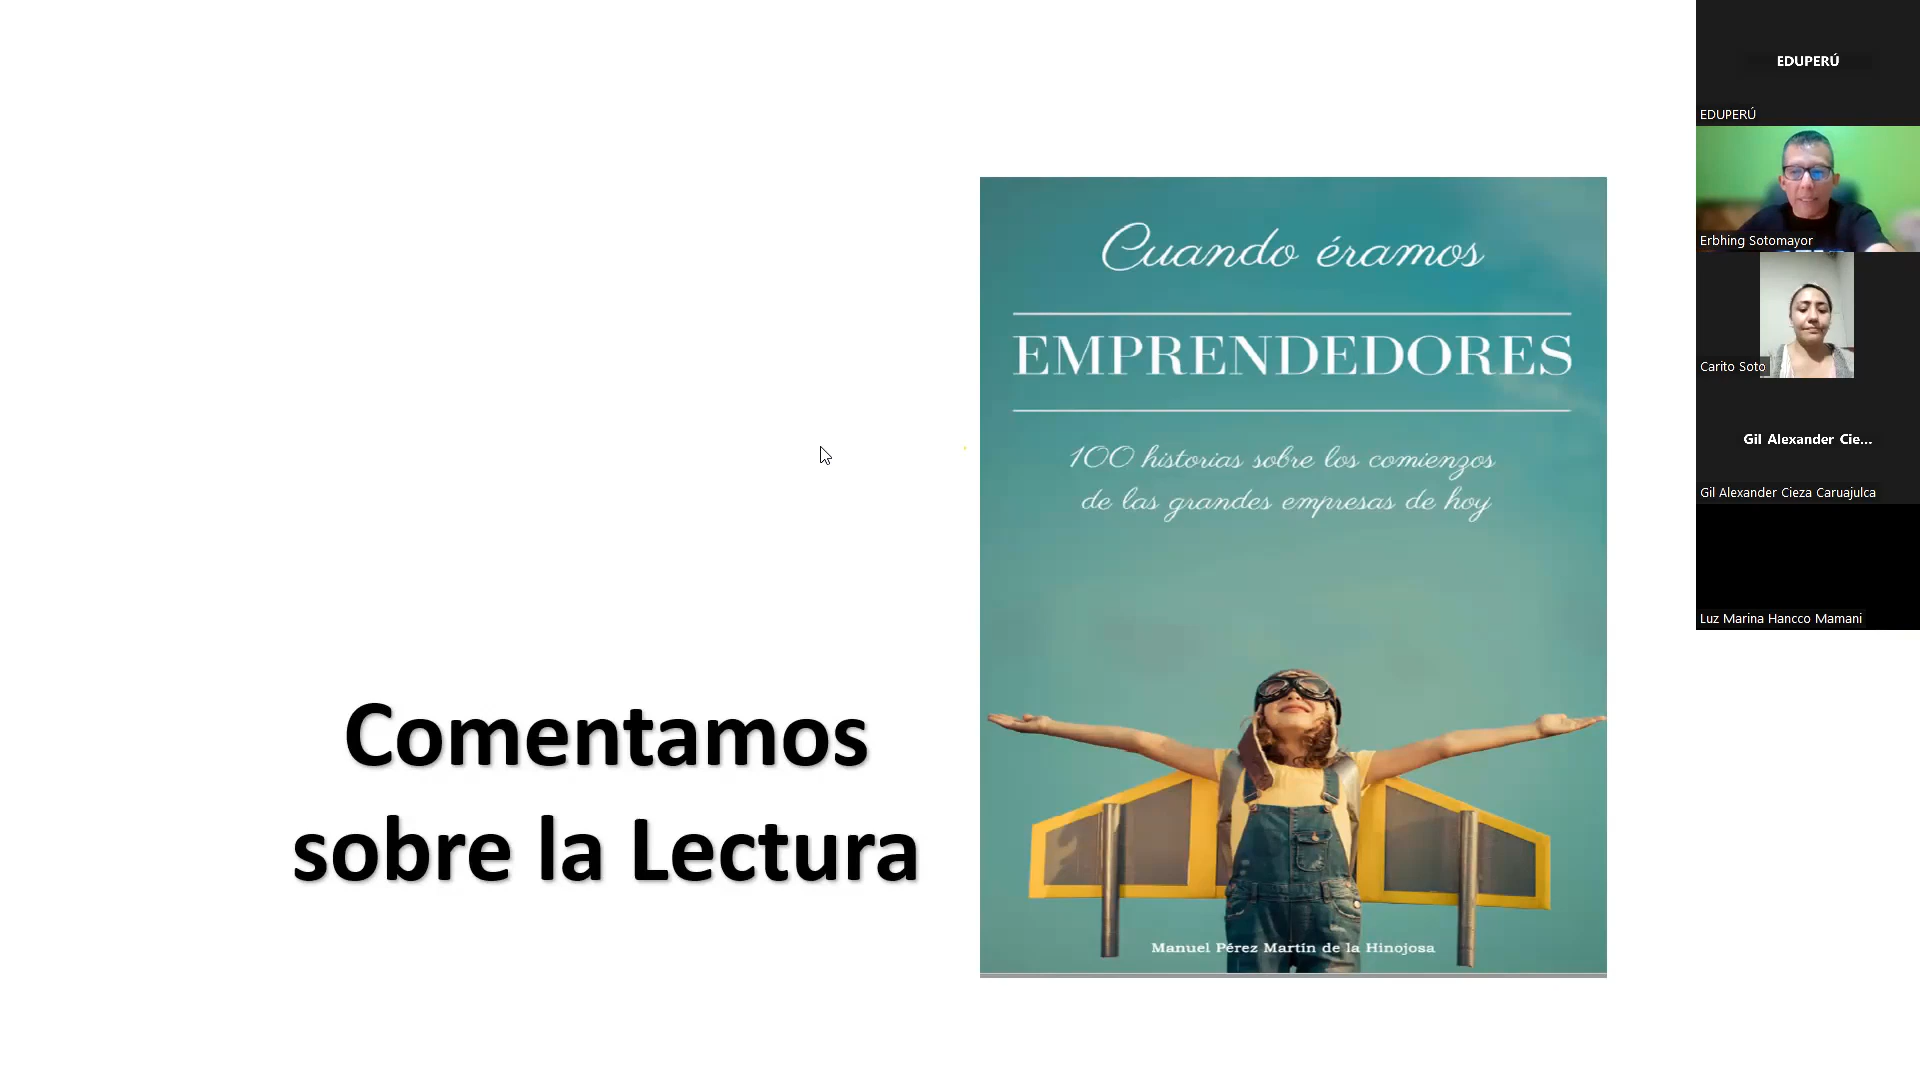 Comentamos
sobre la Lectura
Cuando éramos
EMPRENDEDORES
100 historias sobre los comienzos
de las grandes empresas de hoy
Manuel Pérez Martín de la Hinojosa
EDUPERÚ
EDUPERÚ
Erbhing Sotomayor
Carito Soto
Gil Alexander Cie...
Gil Alexander Cieza Caruajulca
Luz Marina Hancco Mamani